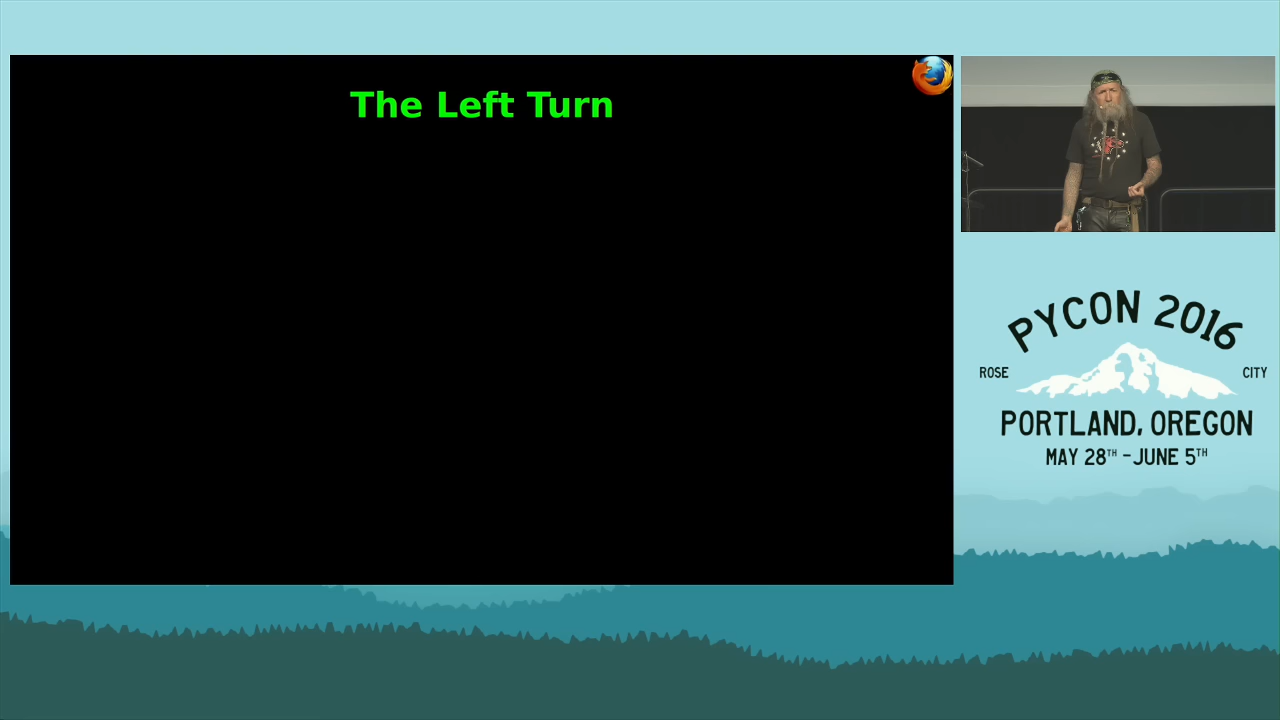 The Left Turn
PYCON 2016
ROSE CITY
PORTLAND, OREGON
MAY 28TH - JUNE 5TH